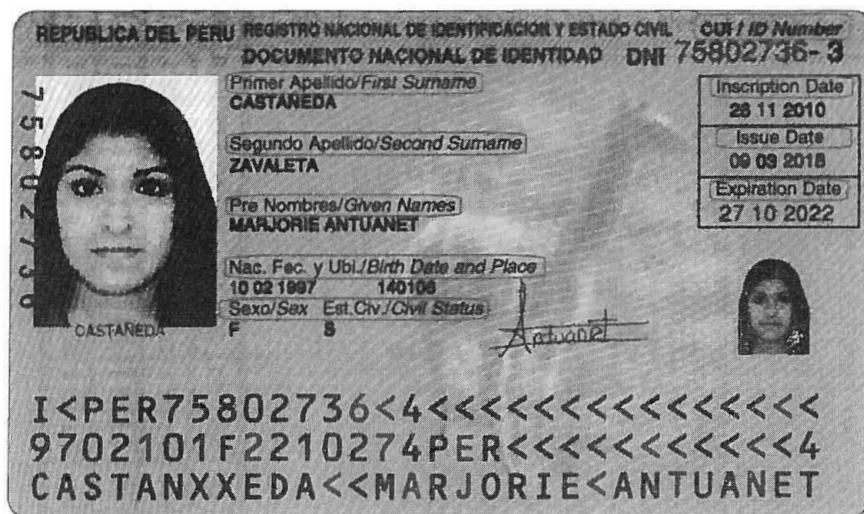 REPUBLICA DEL PERU REGISTRO NACIONAL DE IDENTIFICACION Y ESTADO CIVIL CUI / ID Number
DOCUMENTO NACIONAL DE IDENTIDAD DNI 75802736-3
75802736
CASTAÑEDA
Primer Apellido/First Surname
CASTAÑEDA
Segundo Apellido/Second Surname
ZAVALETA
Pre Nombres/Given Names
MARJORIE ANTUANET
Nac. Fec. y Ubi./Birth Date and Place
10 02 1997 140106
Sexo/Sex Est.Civ./Civil Status
F S
Antuanet
Inscription Date
26 11 2010
Issue Date
09 03 2018
Expiration Date
27 10 2022
I<PER75802736<4<<<<<<<<<<<<<<<
9702101F2210274PER<<<<<<<<<<<4
CASTANXXEDA<<MARJORIE<ANTUANET